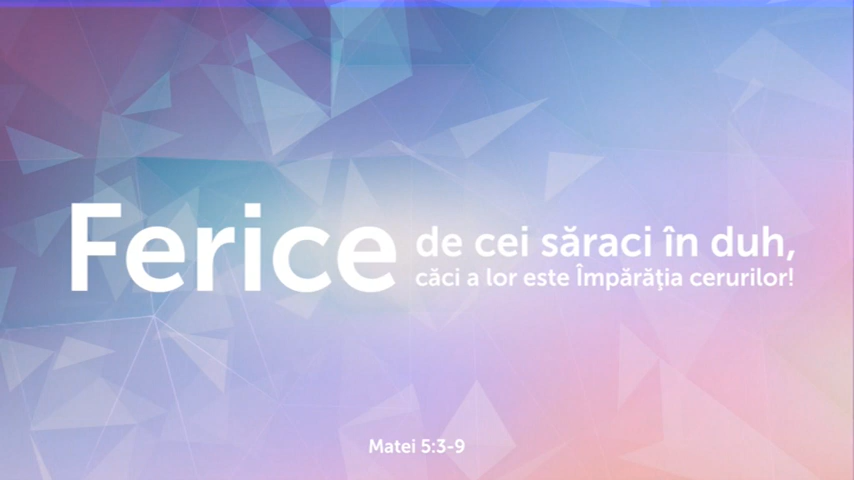 Ferice de cei săraci în duh,
căci a lor este Împărăţia cerurilor!
Matei 5:3-9